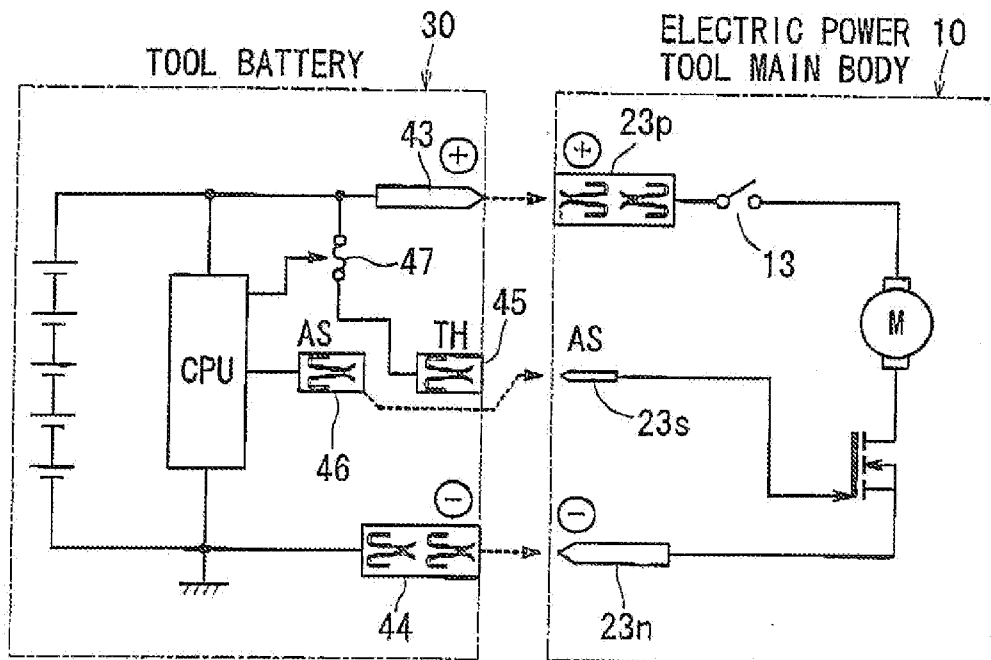 TOOL BATTERY
30
ELECTRIC POWER 10
TOOL MAIN BODY
43
+
+
23p
47
13
CPU
AS
TH
45
AS
M
46
23s
−
−
44
23n